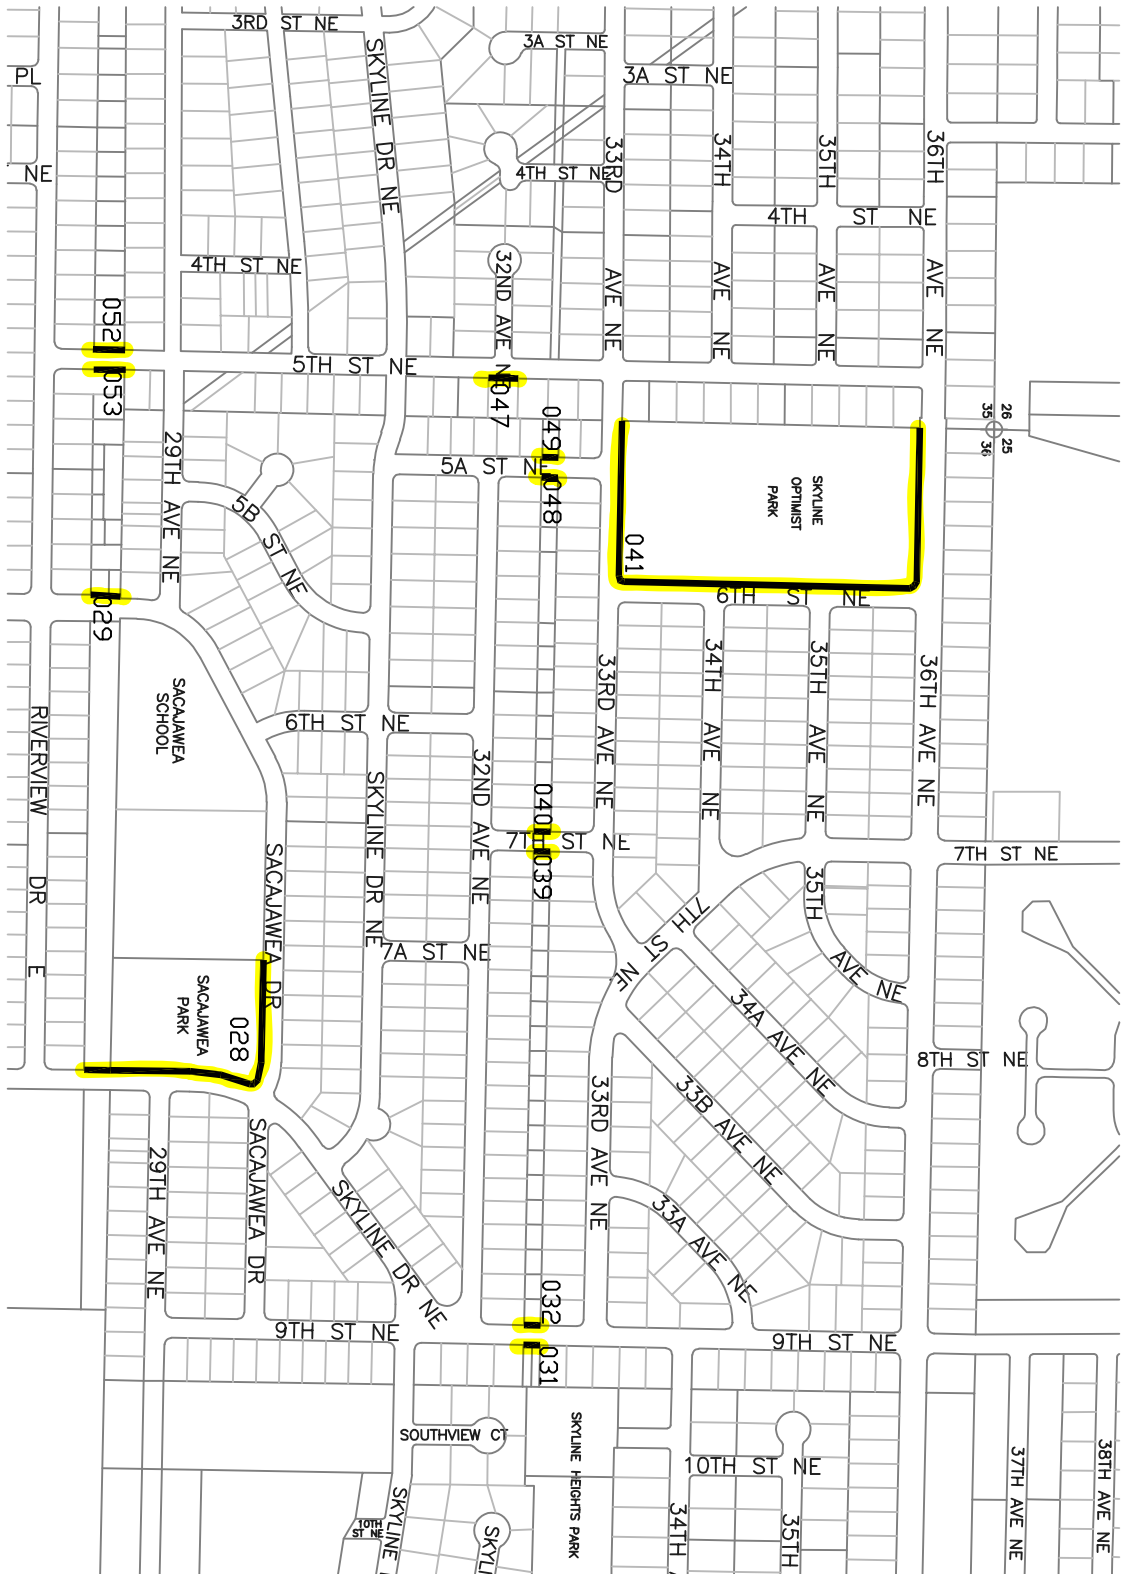 3RD ST NE
3A ST NE
3A ST NE
PL
SKYLINE DR NE
33RD
34TH
35TH
36TH
NE
4TH ST NE
4TH ST NE
4TH ST NE
32ND AVE NE
AVE NE
AVE NE
AVE NE
AVE NE
052
5TH ST NE
053
047
049
26
35
25
36
29TH AVE NE
5A ST NE
048
SKYLINE
OPTIMIST
PARK
5B ST NE
041
029
6TH ST NE
33RD AVE NE
34TH AVE NE
35TH AVE NE
36TH AVE NE
SACAJAWEA
SCHOOL
RIVERVIEW DR E
6TH ST NE
SKYLINE DR NE
32ND AVE NE
040
7TH ST NE
039
7TH ST NE
SACAJAWEA DR
35TH AVE NE
7TH ST NE
7A ST NE
34A AVE NE
SACAJAWEA
PARK
028
8TH ST NE
33RD AVE NE
33B AVE NE
29TH AVE NE
SACAJAWEA DR
SKYLINE DR NE
33A AVE NE
032
9TH ST NE
9TH ST NE
031
SOUTHVIEW CT
SKYLINE HEIGHTS PARK
10TH ST NE
37TH AVE NE
38TH AVE NE
SKYLINE
10TH
ST NE
SKYLI
34TH
35TH